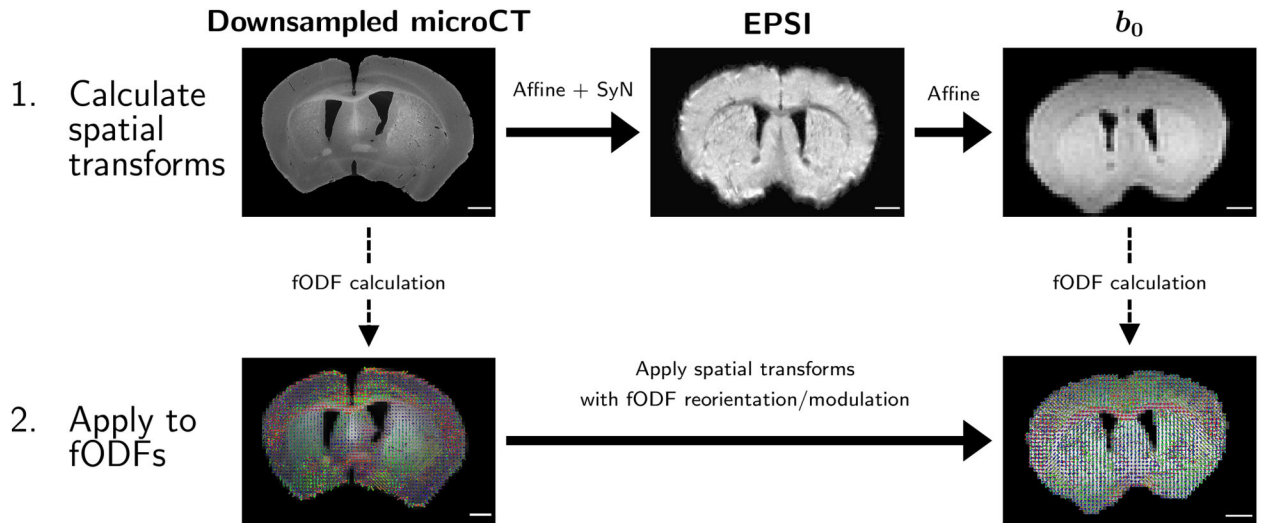 Downsampled microCT
EPSI
b₀
1. Calculate
spatial
transforms
Affine + SyN
Affine
fODF calculation
fODF calculation
2. Apply to
fODFs
Apply spatial transforms
with fODF reorientation/modulation